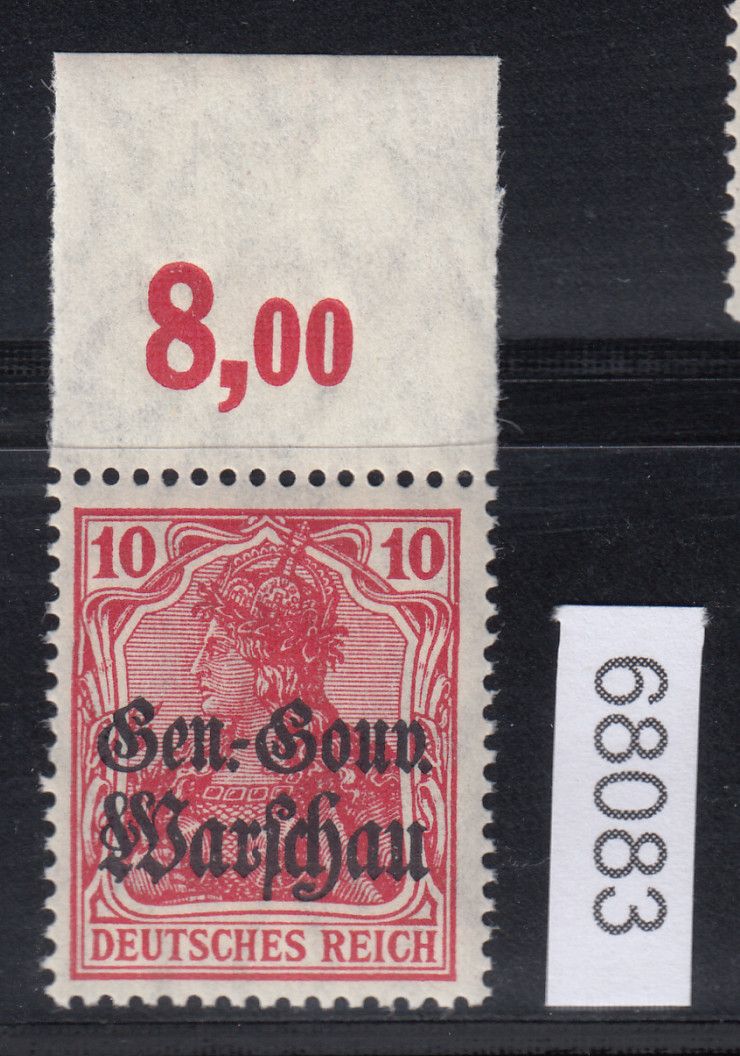 8,00
10 10
Gen.-Gouv.
Warſchau
DEUTSCHES REICH
68083